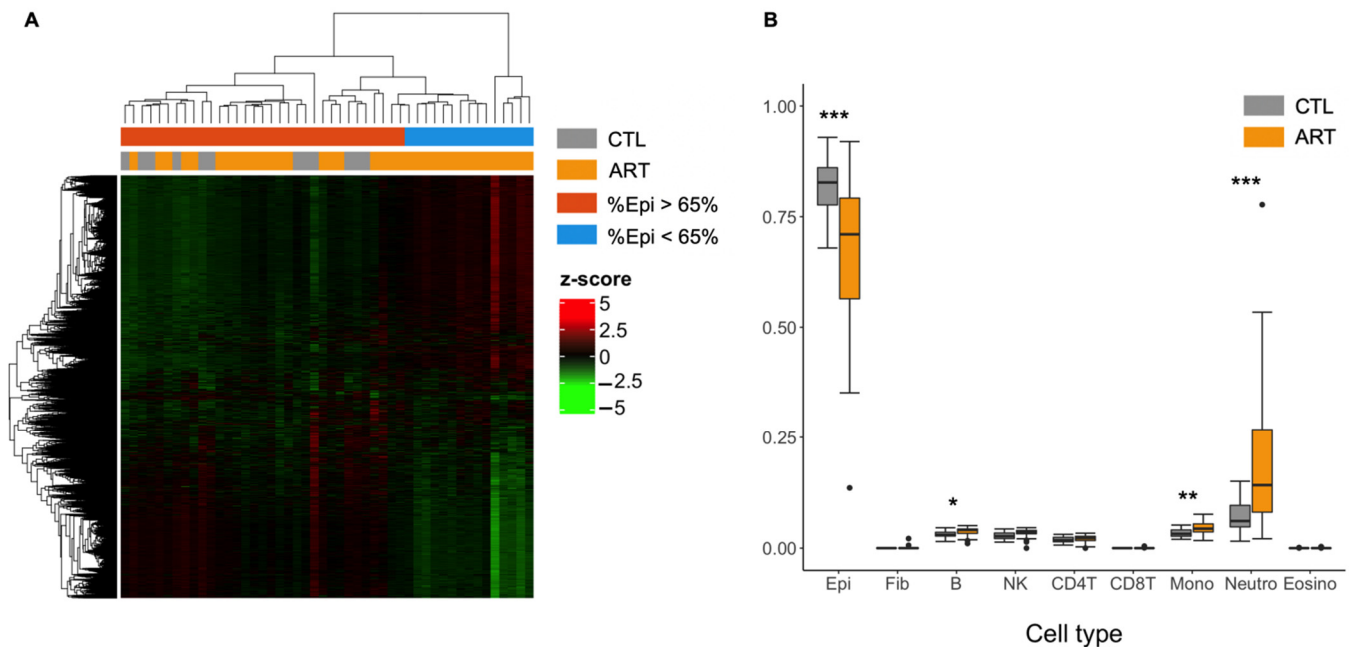 A
CTL
ART
%Epi > 65%
%Epi < 65%
z-score
5
2.5
0
−2.5
−5
B
1.00
0.75
0.50
0.25
0.00
***
*
**
***
CTL
ART
Epi Fib B NK CD4T CD8T Mono Neutro Eosino
Cell type